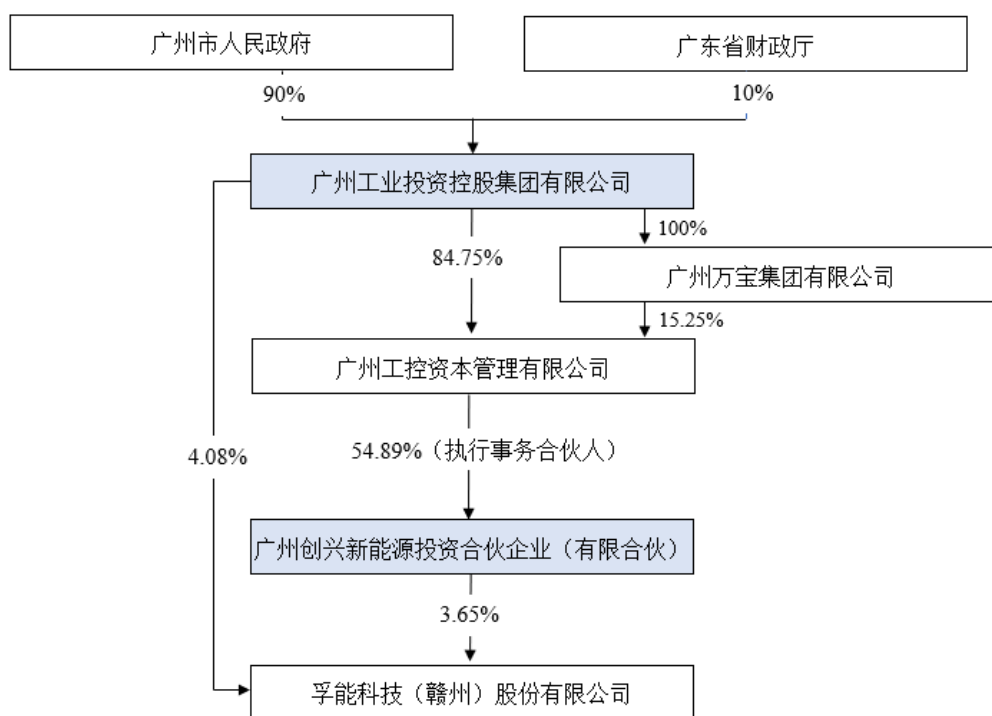 广州市人民政府
广东省财政厅
90%
10%
广州工业投资控股集团有限公司
100%
84.75%
广州万宝集团有限公司
15.25%
广州工控资本管理有限公司
54.89%（执行事务合伙人）
4.08%
广州创兴新能源投资合伙企业（有限合伙）
3.65%
孚能科技（赣州）股份有限公司